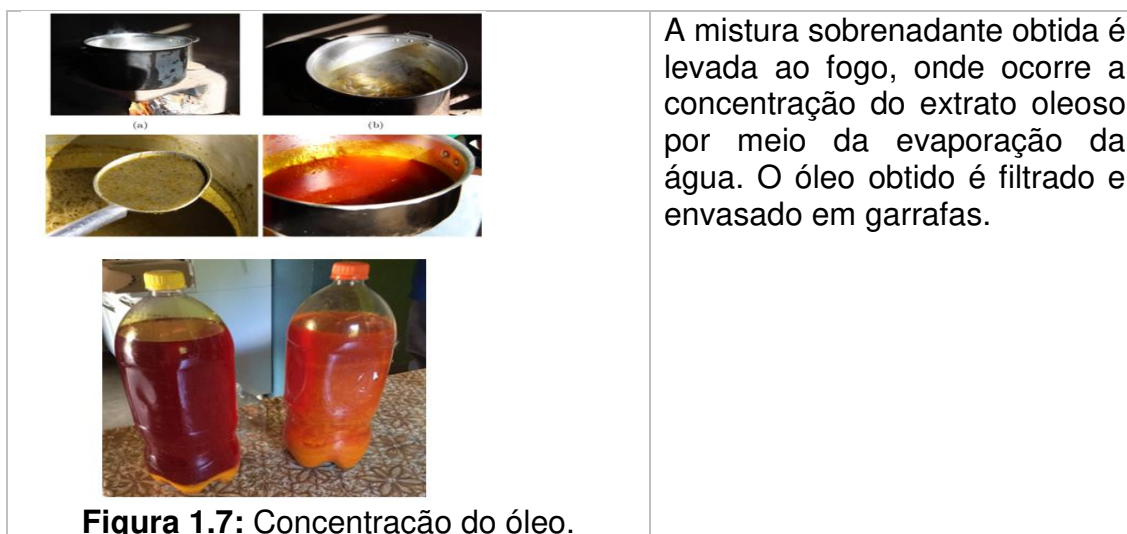 (a)
(b)
Figura 1.7: Concentração do óleo.
A mistura sobrenadante obtida é
levada ao fogo, onde ocorre a
concentração do extrato oleoso
por meio da evaporação da
água. O óleo obtido é filtrado e
envasado em garrafas.